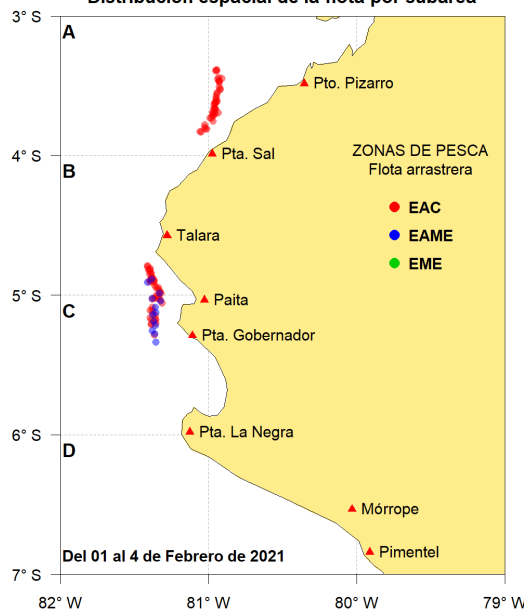 Distribución espacial de la flota por subárea
3° S
A
Pto. Pizarro
ZONAS DE PESCA
Flota arrastrera
4° S
Pta. Sal
B
EAC
Talara
EAME
EME
5° S
Paita
C
Pta. Gobernador
6° S
Pta. La Negra
D
Mórrope
Del 01 al 4 de Febrero de 2021
Pimentel
7° S
82° W 81° W 80° W 79° W